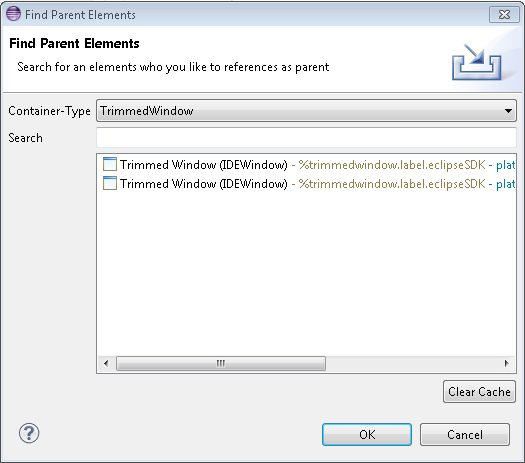 Find Parent Elements
Find Parent Elements
Search for an elements who you like to references as parent
Container-Type TrimmedWindow
Search
Trimmed Window (IDEWindow) - %trimmedwindow.label.eclipseSDK - plat
Trimmed Window (IDEWindow) - %trimmedwindow.label.eclipseSDK - plat
Clear Cache
? OK Cancel